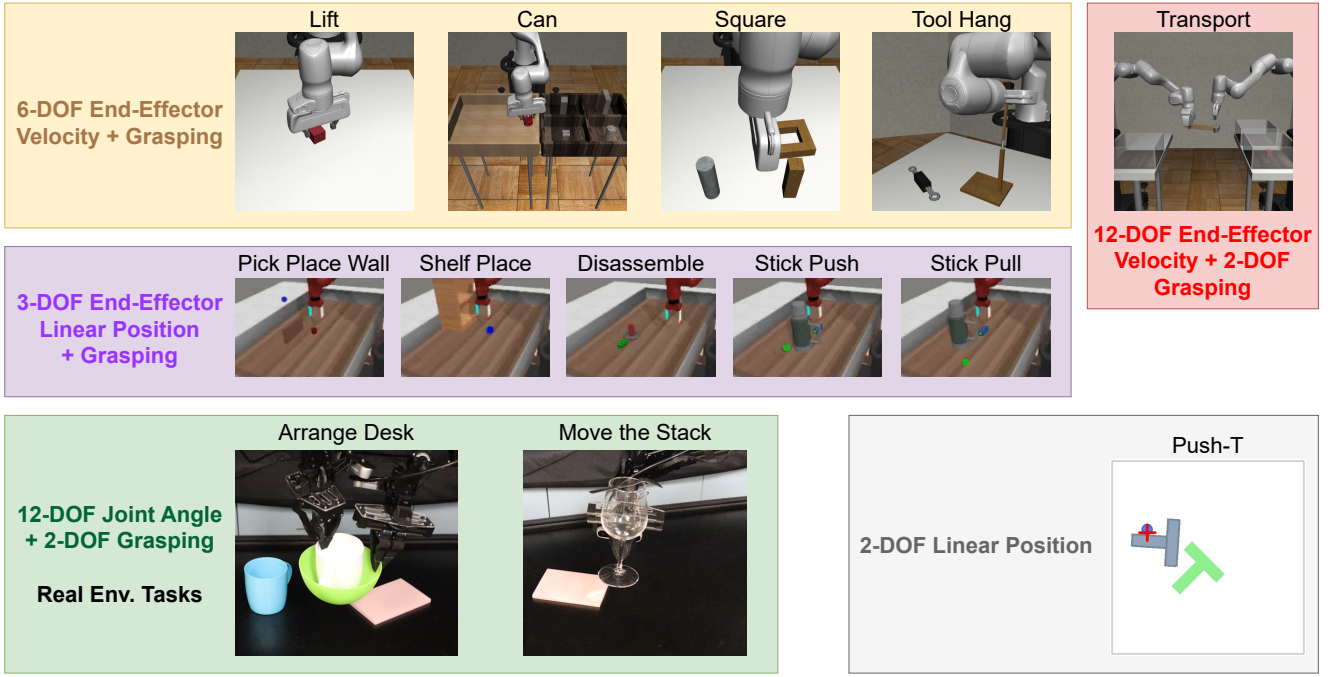 Lift
Can
Square
Tool Hang
6-DOF End-Effector
Velocity + Grasping
Transport
12-DOF End-Effector
Velocity + 2-DOF
Grasping
Pick Place Wall
Shelf Place
Disassemble
Stick Push
Stick Pull
3-DOF End-Effector
Linear Position
+ Grasping
Arrange Desk
Move the Stack
12-DOF Joint Angle
+ 2-DOF Grasping
Real Env. Tasks
Push-T
2-DOF Linear Position